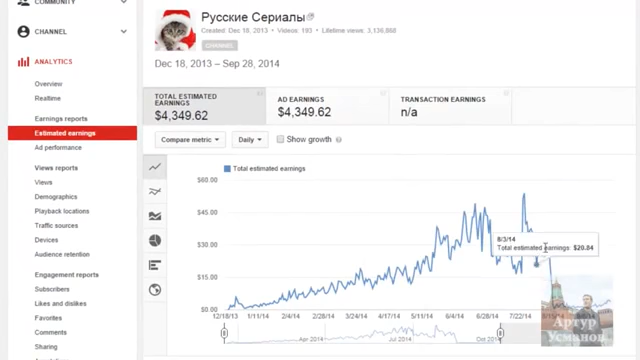 COMMUNITY
CHANNEL
ANALYTICS
Overview
Realtime
Earnings reports
Estimated earnings
Ad performance
Views reports
Views
Demographics
Playback locations
Traffic sources
Devices
Audience retention
Engagement reports
Subscribers
Likes and dislikes
Favorites
Comments
Sharing
Русские Сериалы
Created: Dec 18, 2013 • Videos: 193 • Lifetime views: 3,136,868
CHANNEL
Dec 18, 2013 – Sep 28, 2014
TOTAL ESTIMATED
EARNINGS
$4,349.62
AD EARNINGS
$4,349.62
TRANSACTION EARNINGS
n/a
Compare metric
Daily
Show growth
Total estimated earnings
$60.00
$45.00
$30.00
$15.00
$0.00
8/3/14
Total estimated earnings: $20.84
12/18/13 1/11/14 2/4/14 2/28/14 3/24/14 4/17/14 5/11/14 6/4/14 6/28/14 7/22/14 8/15/14
Apr 2014 Jul 2014 Oct 2014
Артур
Усманов